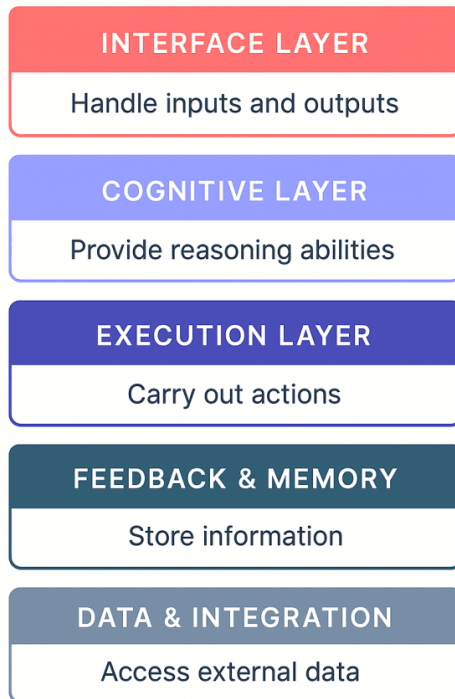 INTERFACE LAYER
Handle inputs and outputs
COGNITIVE LAYER
Provide reasoning abilities
EXECUTION LAYER
Carry out actions
FEEDBACK & MEMORY
Store information
DATA & INTEGRATION
Access external data